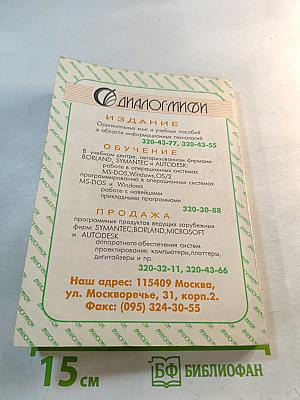 ДИАЛОГ-МИФИ
ИЗДАНИЕ
Оригинальных книг и учебных пособий
в области информационных технологий
320-43-77, 320-43-55
ОБУЧЕНИЕ
В учебном центре, авторизованном фирмами
BORLAND, SYMANTEC и AUTODESK:
работе в операционных системах
MS-DOS,Windows,OS/2
программированию в операционных системах
MS-DOS и Windows
работе с новейшими
прикладными программами
320-30-88
ПРОДАЖА
программных продуктов ведущих зарубежных
фирм: SYMANTEC,BORLAND,MICROSOFT
и AUTODESK
аппаратного обеспечения систем
проектирования: компьютеры,плоттеры,
дигитайзеры и пр.
320-32-11, 320-43-66
Наш адрес: 115409 Москва,
ул. Москворечье, 31, корп.2.
Факс: (095) 324-30-55
15 см
БФ БИБЛИОФАН